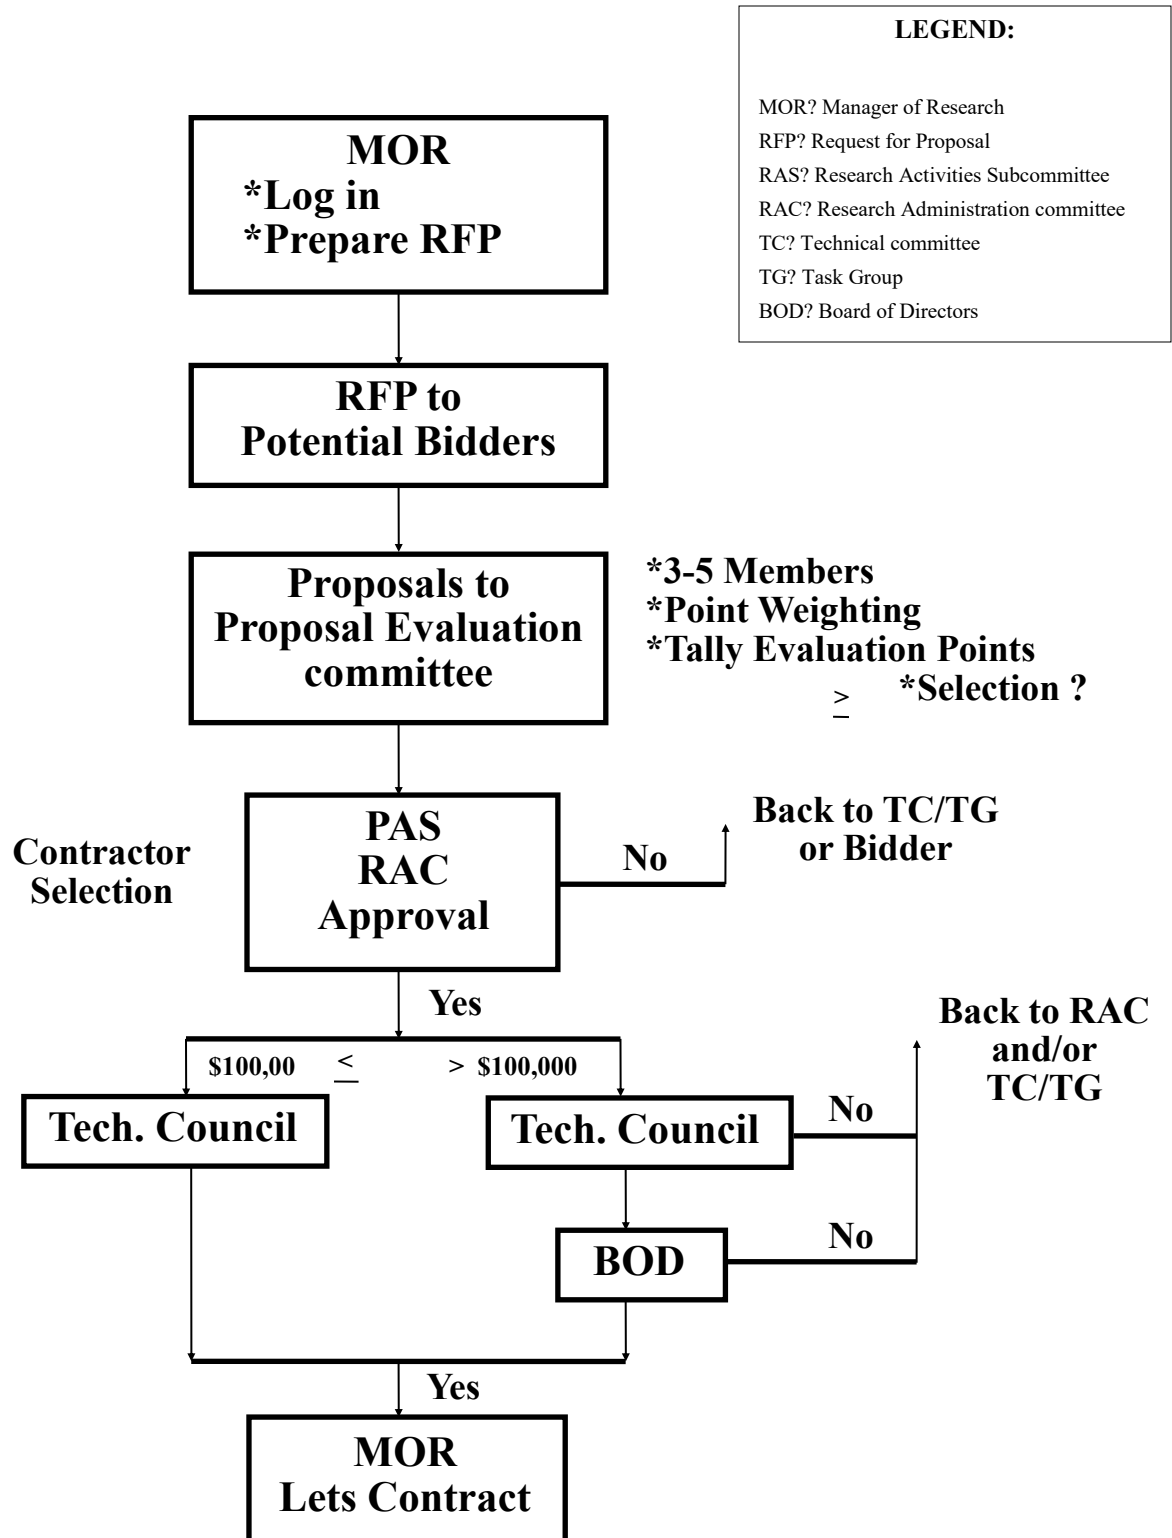 LEGEND:
MOR? Manager of Research
RFP? Request for Proposal
RAS? Research Activities Subcommittee
RAC? Research Administration committee
TC? Technical committee
TG? Task Group
BOD? Board of Directors
MOR
*Log in
*Prepare RFP
RFP to
Potential Bidders
Proposals to
Proposal Evaluation
committee
*3-5 Members
*Point Weighting
*Tally Evaluation Points
≥ *Selection ?
Contractor
Selection
PAS
RAC
Approval
No
Back to TC/TG
or Bidder
Yes
$100,00 ≤ > $100,000
Back to RAC
and/or
TC/TG
Tech. Council
Tech. Council
No
BOD
No
Yes
MOR
Lets Contract